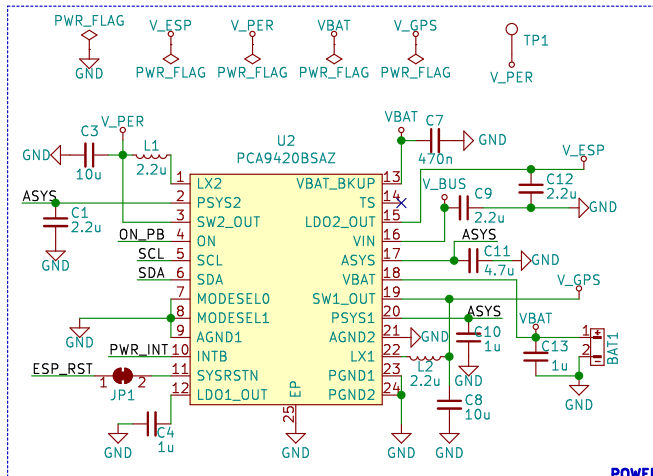 PWR_FLAG
GND
V_ESP
PWR_FLAG
V_PER
PWR_FLAG
VBAT
PWR_FLAG
V_GPS
PWR_FLAG
TP1
V_PER
U2
PCA9420BSAZ
V_PER
C3
10u
GND
L1
2.2u
ASYS
C1
2.2u
GND
ON_PB
SCL
SDA
GND
PWR_INT
ESP_RST
1
2
JP1
C4
1u
GND
1 LX2
2 PSYS2
3 SW2_OUT
4 ON
5 SCL
6 SDA
7 MODESEL0
8 MODESEL1
9 AGND1
10 INTB
11 SYSRSTN
12 LDO1_OUT
EP
25
GND
VBAT_BKUP 13
TS 14
LDO2_OUT 15
VIN 16
ASYS 17
VBAT 18
SW1_OUT 19
PSYS1 20
AGND2 21
LX1 22
PGND1 23
PGND2 24
VBAT
C7
470n
GND
V_ESP
C12
2.2u
V_BUS
C9
2.2u
GND
ASYS
C11
4.7u
GND
V_GPS
ASYS
C10
1u
GND
GND
L2
2.2u
C8
10u
GND
GND
VBAT
C13
1u
1
2
BAT1
GND